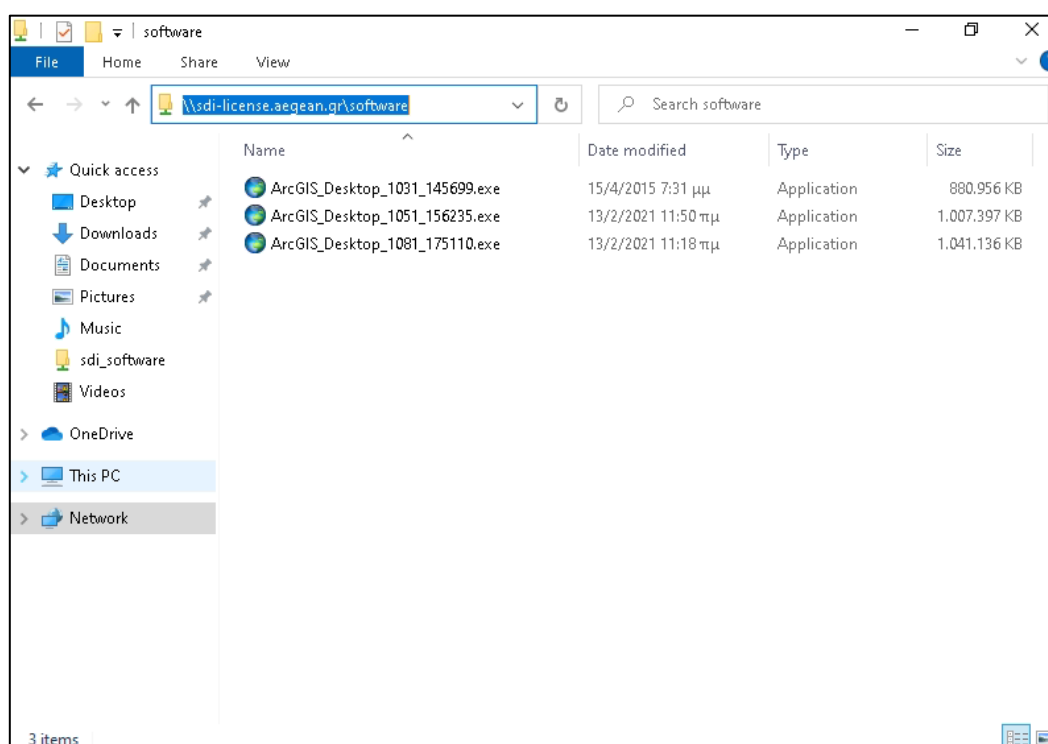 software
File Home Share View
\\sdi-license.aegean.gr\software
Search software
Name Date modified Type Size
Quick access
Desktop
Downloads
Documents
Pictures
Music
sdi_software
Videos
OneDrive
This PC
Network
ArcGIS_Desktop_1031_145699.exe 15/4/2015 7:31 μμ Application 880.956 KB
ArcGIS_Desktop_1051_156235.exe 13/2/2021 11:50 πμ Application 1.007.397 KB
ArcGIS_Desktop_1081_175110.exe 13/2/2021 11:18 πμ Application 1.041.136 KB
3 items